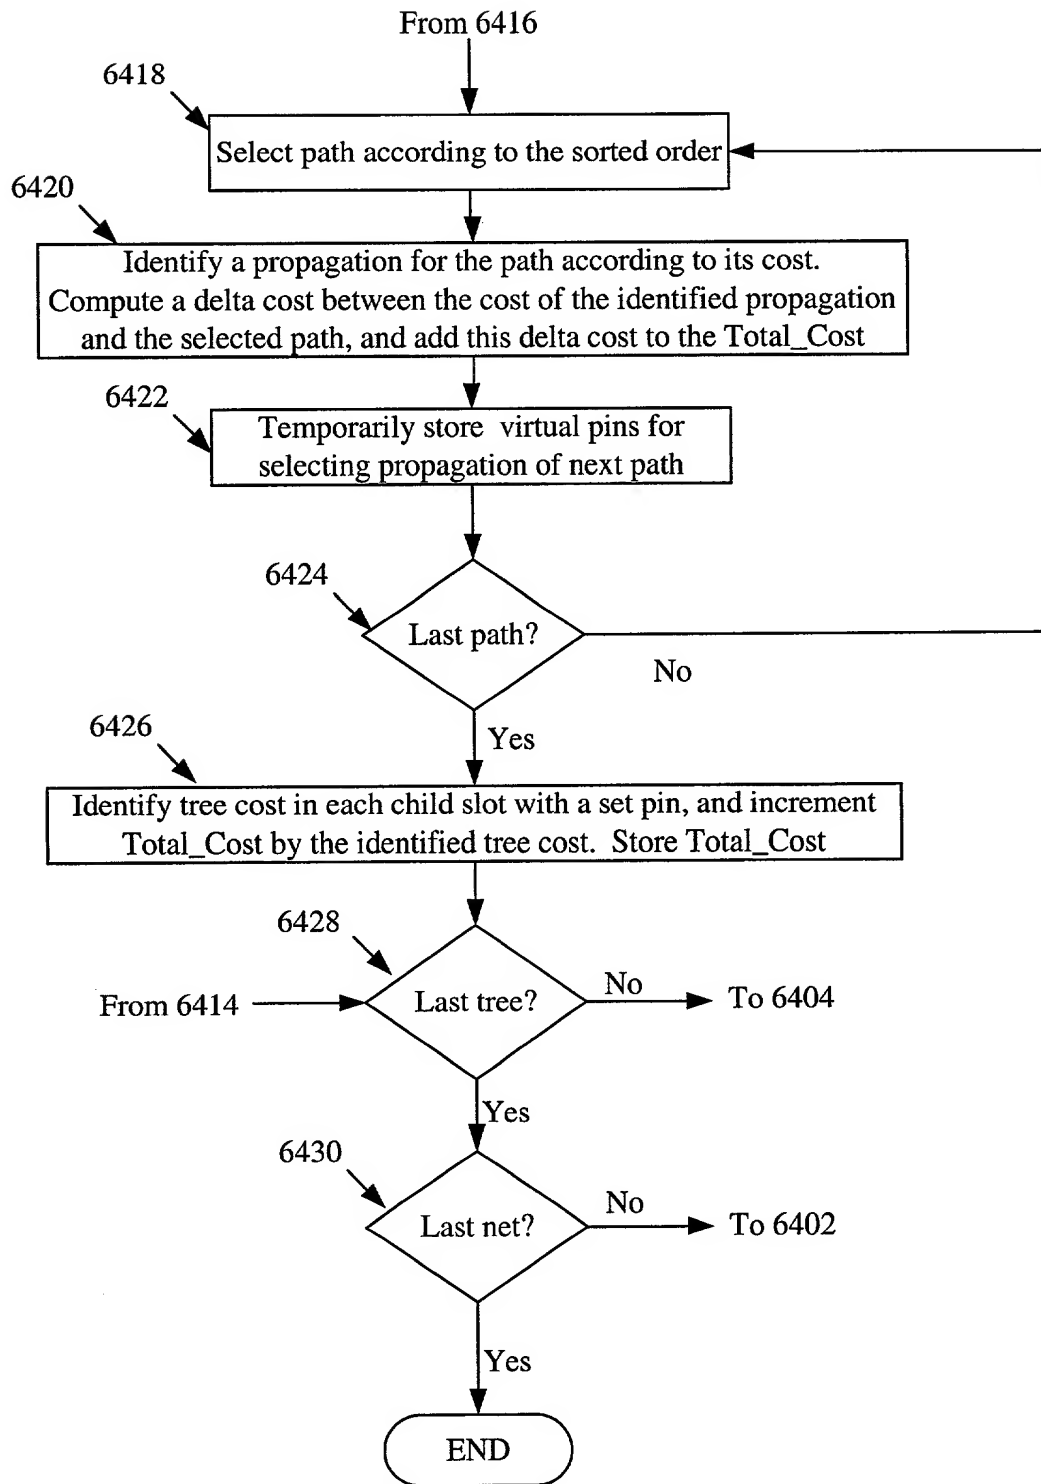 From 6416
6418
Select path according to the sorted order
6420
Identify a propagation for the path according to its cost.
Compute a delta cost between the cost of the identified propagation
and the selected path, and add this delta cost to the Total_Cost
6422
Temporarily store virtual pins for
selecting propagation of next path
6424
Last path?
No
Yes
6426
Identify tree cost in each child slot with a set pin, and increment
Total_Cost by the identified tree cost. Store Total_Cost
6428
From 6414
Last tree?
No
To 6404
Yes
6430
Last net?
No
To 6402
Yes
END